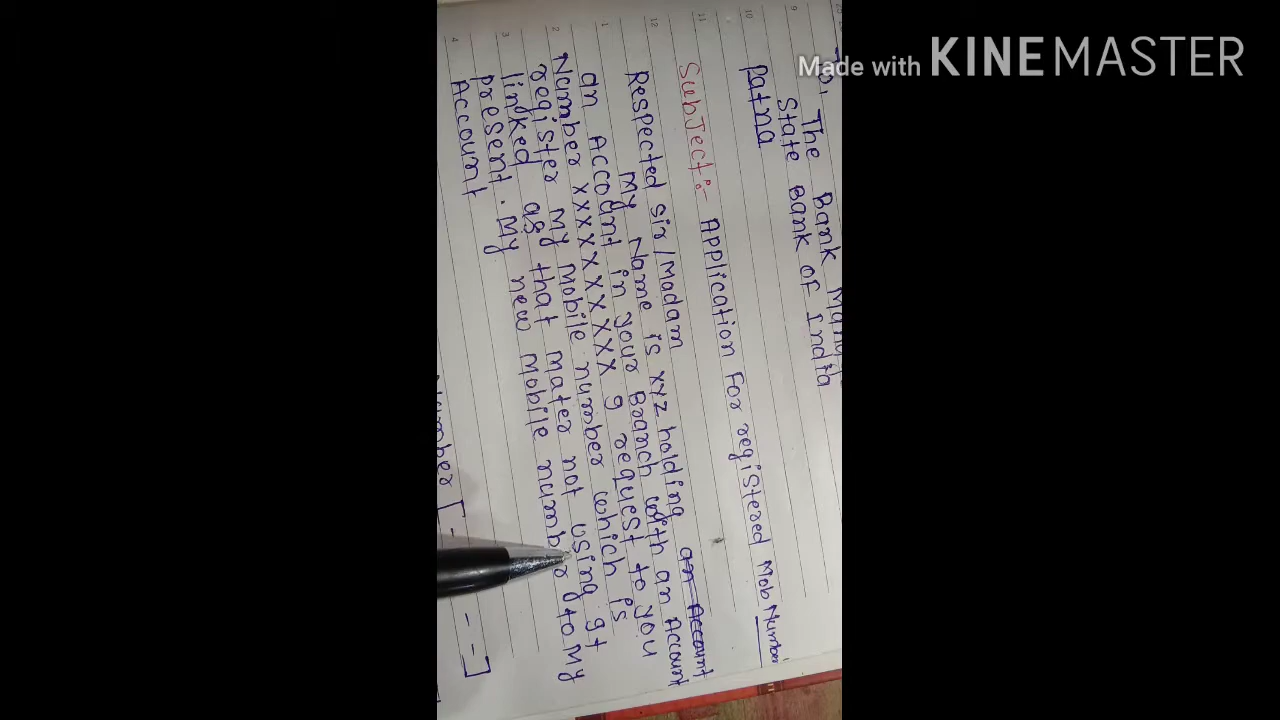 Made with KINEMASTER
To, The Bank
State Bank of India
Patna
SubJect:- Application For regiStered Mob Number
Respected sir/Madam
My Name is xyz holding an Account
an Account in your Branch with an Account
Number XXXXXXXXXX I request to you
register my Mobile number which is
linked as that mater not using It
present. My new Mobile number to My
Account